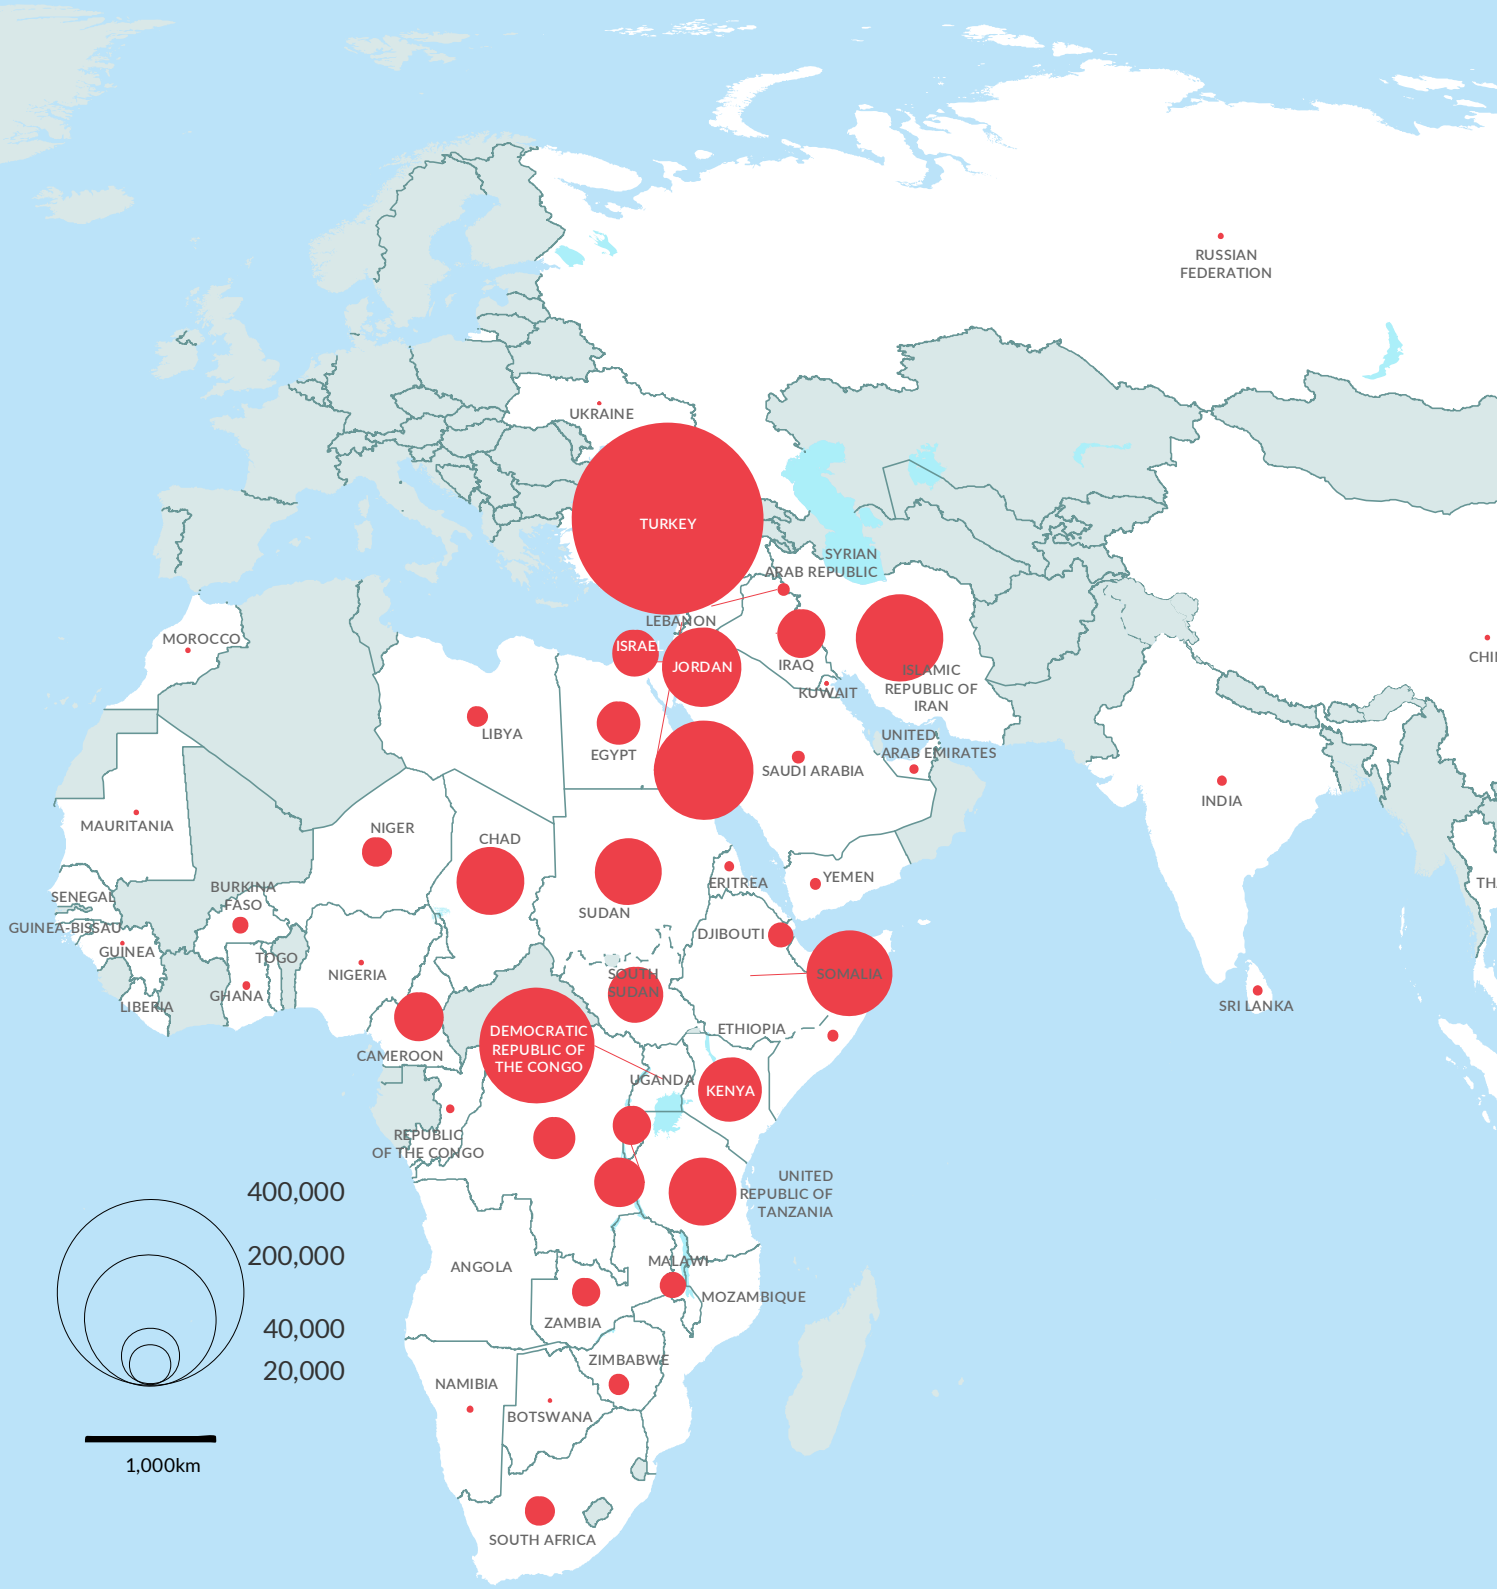 RUSSIAN
FEDERATION
UKRAINE
TURKEY
SYRIAN
ARAB REPUBLIC
LEBANON
MOROCCO
ISRAEL
JORDAN
IRAQ
ISLAMIC
REPUBLIC OF
IRAN
KUWAIT
CHI
LIBYA
EGYPT
UNITED
ARAB EMIRATES
SAUDI ARABIA
INDIA
MAURITANIA
NIGER
CHAD
YEMEN
ERITREA
TH
SENEGAL
BURKINA
FASO
SUDAN
GUINEA-BISSAU
DJIBOUTI
GUINEA
TOGO
NIGERIA
SOUTH
SUDAN
SOMALIA
GHANA
LIBERIA
SRI LANKA
DEMOCRATIC
REPUBLIC OF
THE CONGO
ETHIOPIA
CAMEROON
UGANDA
KENYA
REPUBLIC
OF THE CONGO
UNITED
REPUBLIC OF
TANZANIA
400,000
200,000
40,000
20,000
1,000km
ANGOLA
MALAWI
MOZAMBIQUE
ZAMBIA
ZIMBABWE
NAMIBIA
BOTSWANA
SOUTH AFRICA